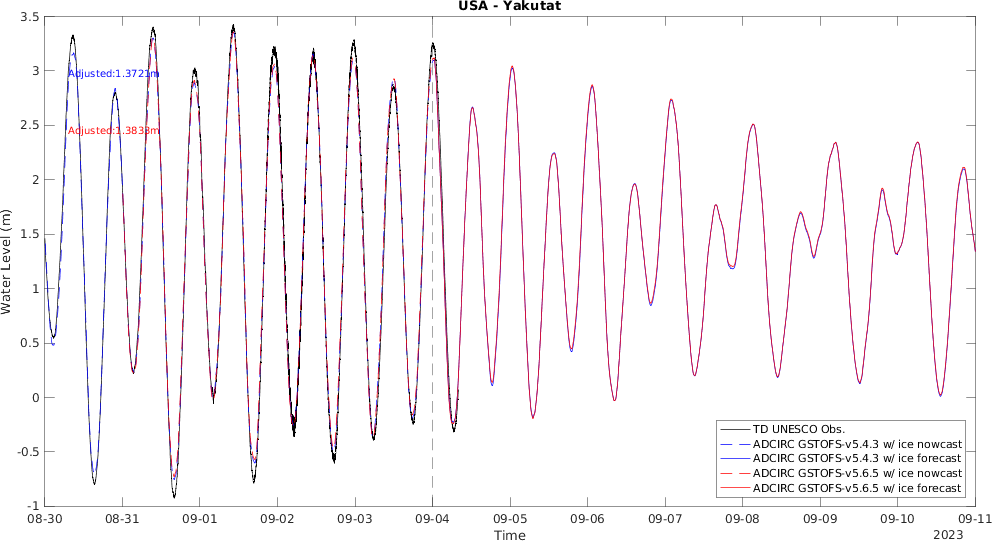 USA - Yakutat
3.5
3
2.5
2
1.5
1
0.5
0
-0.5
-1
Water Level (m)
Adjusted:1.3721m
Adjusted:1.3833m
TD UNESCO Obs.
ADCIRC GSTOFS-v5.4.3 w/ ice nowcast
ADCIRC GSTOFS-v5.4.3 w/ ice forecast
ADCIRC GSTOFS-v5.6.5 w/ ice nowcast
ADCIRC GSTOFS-v5.6.5 w/ ice forecast
08-30 08-31 09-01 09-02 09-03 09-04 09-05 09-06 09-07 09-08 09-09 09-10 09-11
Time
2023